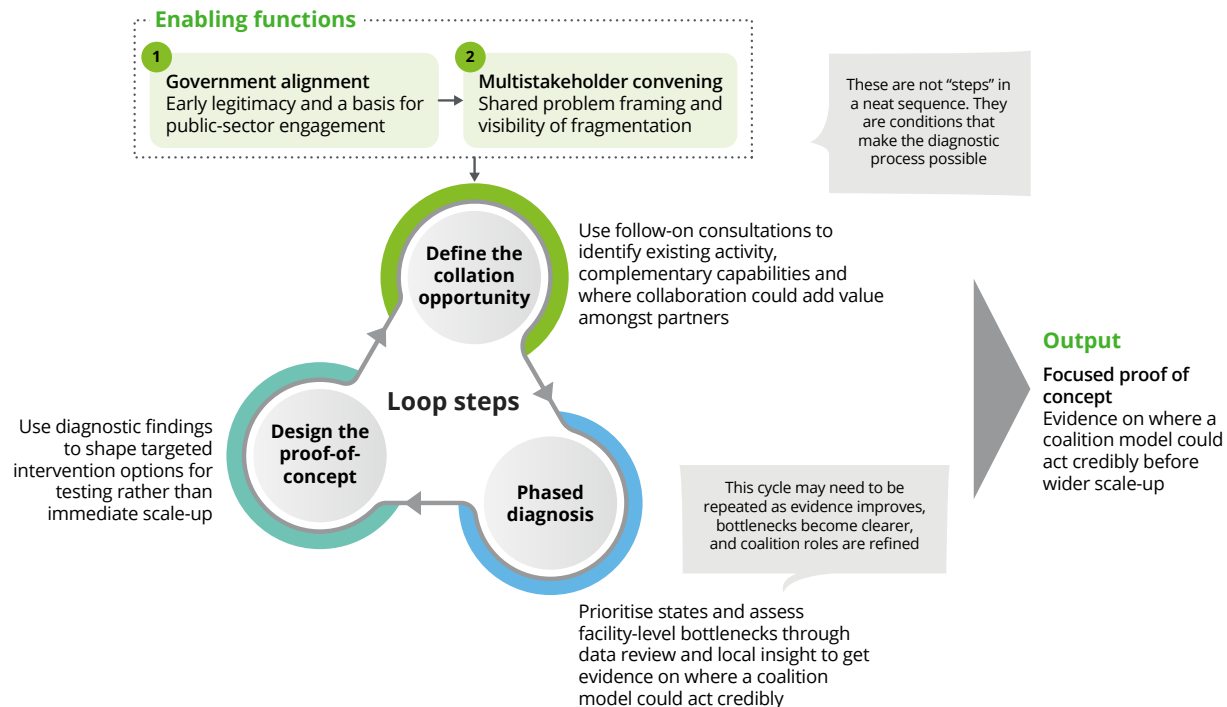 Enabling functions
1
Government alignment
Early legitimacy and a basis for
public-sector engagement
2
Multistakeholder convening
Shared problem framing and
visibility of fragmentation
These are not “steps” in
a neat sequence. They
are conditions that
make the diagnostic
process possible
Define the
collation
opportunity
Use follow-on consultations to
identify existing activity,
complementary capabilities and
where collaboration could add value
amongst partners
Loop steps
Design the
proof-of-
concept
Use diagnostic findings
to shape targeted
intervention options for
testing rather than
immediate scale-up
Phased
diagnosis
This cycle may need to be
repeated as evidence improves,
bottlenecks become clearer,
and coalition roles are refined
Prioritise states and assess
facility-level bottlenecks through
data review and local insight to get
evidence on where a coalition
model could act credibly
Output
Focused proof of
concept
Evidence on where a
coalition model could
act credibly before
wider scale-up